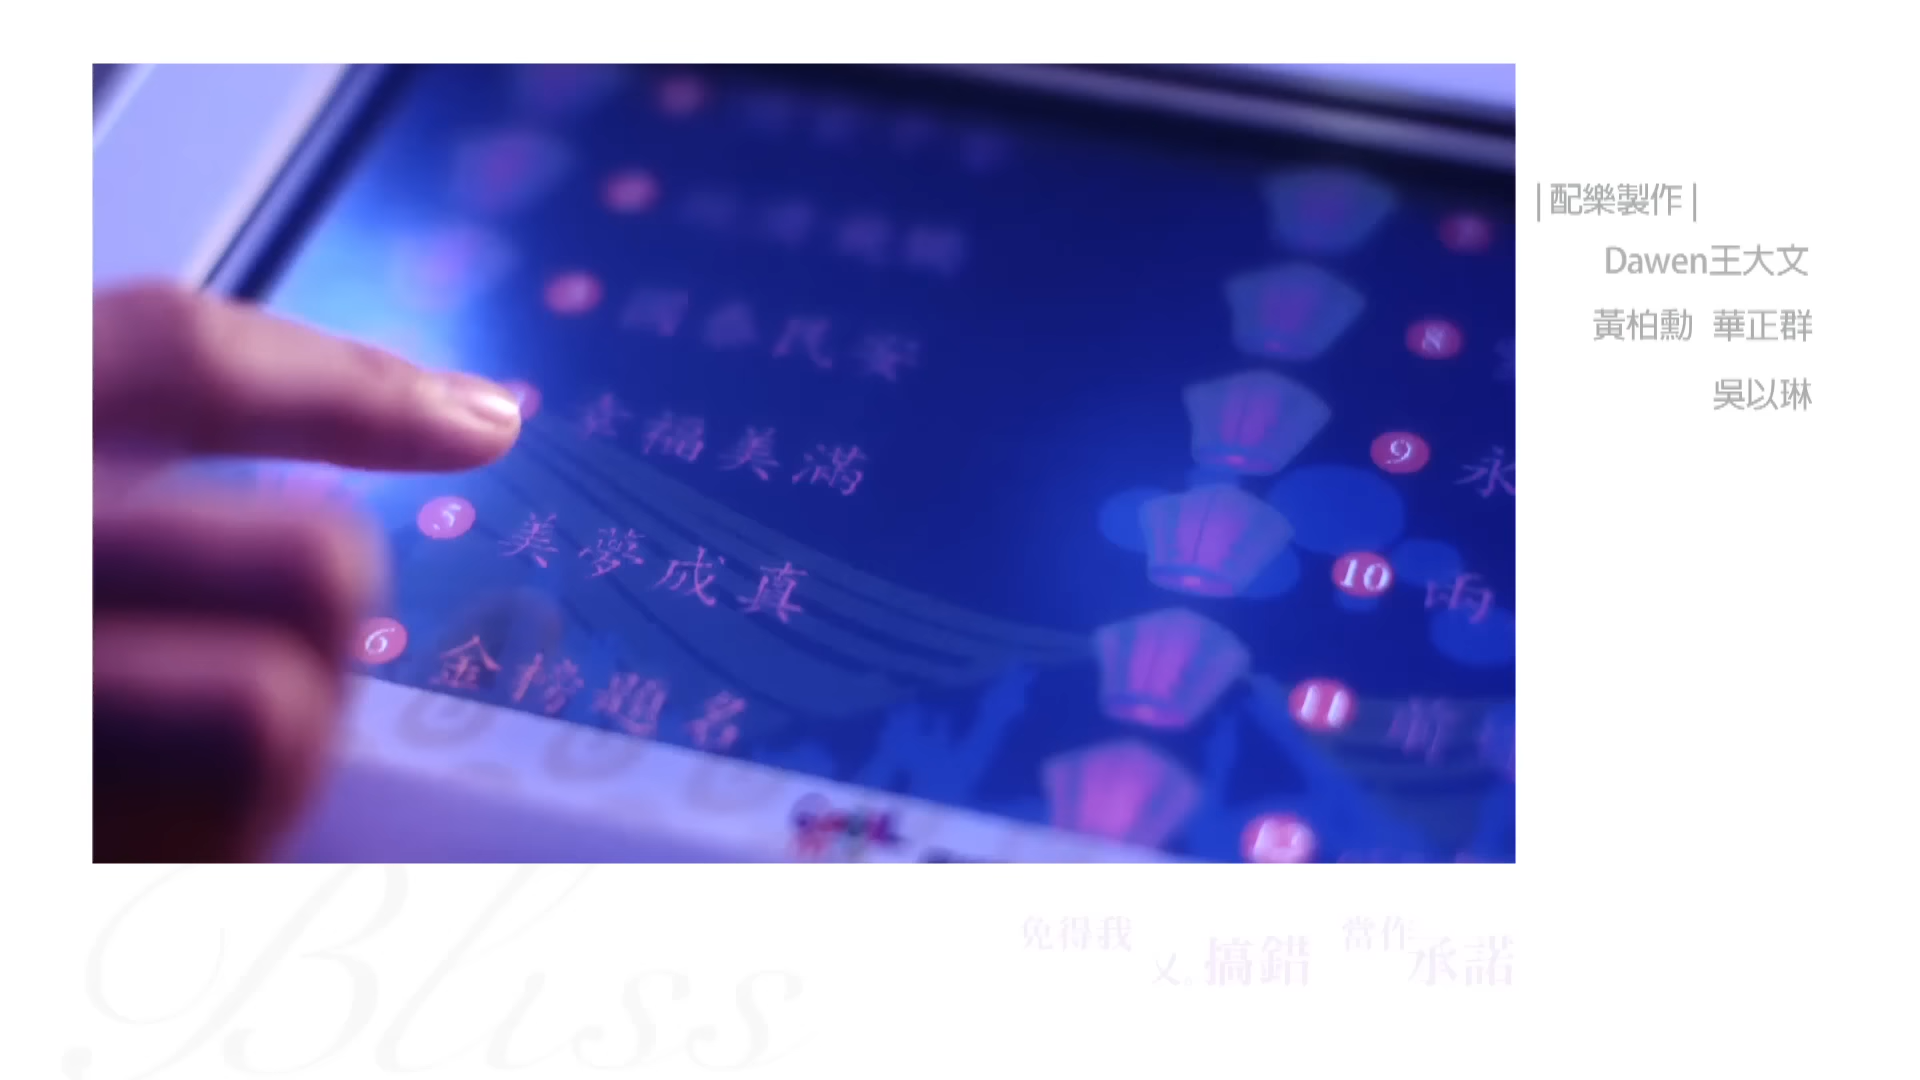 |配樂製作|
Dawen王大文
黃柏勳 華正群
吳以琳
國泰民安
幸福美滿
5 美夢成真
6 金榜題名
8
9 永
10 雨
11
12
免得我又。搞錯 當作承諾
Bliss